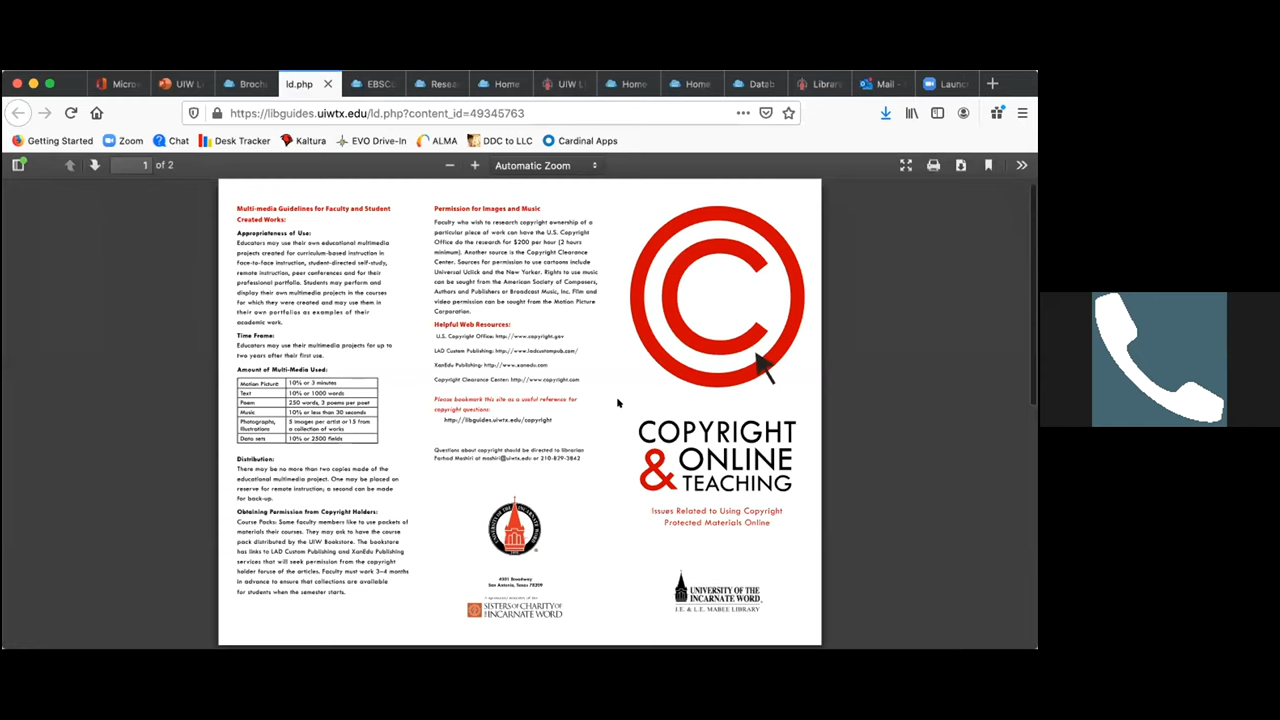 Micro
UIW L
Broch
ld.php
EBSC
Resea
Home
UIW L
Home
Home
Datab
Librar
Mail -
Launc
https://libguides.uiwtx.edu/ld.php?content_id=49345763
Getting Started
Zoom
Chat
Desk Tracker
Kaltura
EVO Drive-In
ALMA
DDC to LLC
Cardinal Apps
1 of 2
Automatic Zoom
Multi-media Guidelines for Faculty and Student
Created Works:
Appropriateness of Use:
Educators may use their own educational multimedia
projects created for curriculum-based instruction in
face-to-face instruction, student-directed self-study,
remote instruction, peer conferences and for their
professional portfolio. Students may perform and
display their own multimedia projects in the courses
for which they were created and may use them in
their own portfolios as examples of their
academic work.
Time Frame:
Educators may use their multimedia projects for up to
two years after their first use.
Amount of Multi-Media Used:
Motion Picture 10% or 3 minutes
Text 10% or 1000 words
Poem 250 words, 3 poems per poet
Music 10% or less than 30 seconds
Photographs, 5 images per artist or 15 from
Illustrations a collection of works
Data sets 10% or 2500 fields
Distribution:
There may be no more than two copies made of the
educational multimedia project. One may be placed on
reserve for remote instruction; a second can be made
for back-up.
Obtaining Permission from Copyright Holders:
Course Packs: Some faculty members like to use packets of
materials their courses. They may ask to have the course
pack distributed by the UIW Bookstore. The bookstore
has links to LAD Custom Publishing and XanEdu Publishing
services that will seek permission from the copyright
holder foruse of the articles. Faculty must work 3–4 months
in advance to ensure that collections are available
for students when the semester starts.
Permission for Images and Music
Faculty who wish to research copyright ownership of a
particular piece of work can have the U.S. Copyright
Office do the research for $200 per hour (2 hours
minimum). Another source is the Copyright Clearance
Center. Sources for permission to use cartoons include
Universal Uclick and the New Yorker. Rights to use music
can be sought from the American Society of Composers,
Authors and Publishers or Broadcast Music, Inc. Film and
video permission can be sought from the Motion Picture
Corporation.
Helpful Web Resources:
U.S. Copyright Office: http://www.copyright.gov
LAD Custom Publishing: http://www.ladcustompub.com/
XanEdu Publishing: http://www.xanedu.com
Copyright Clearance Center: http://www.copyright.com
Please bookmark this site as a useful reference for
copyright questions:
http://libguides.uiwtx.edu/copyright
Questions about copyright should be directed to librarian
Farhad Moshiri at moshiri@uiwtx.edu or 210-829-3842
UNIVERSITY OF THE INCARNATE WORD
4301 Broadway
San Antonio, Texas 78209
SISTERS OF CHARITY OF
THE INCARNATE WORD
C
COPYRIGHT
& ONLINE
TEACHING
Issues Related to Using Copyright
Protected Materials Online
UNIVERSITY OF THE
INCARNATE WORD
J.E. & L.E. MABEE LIBRARY